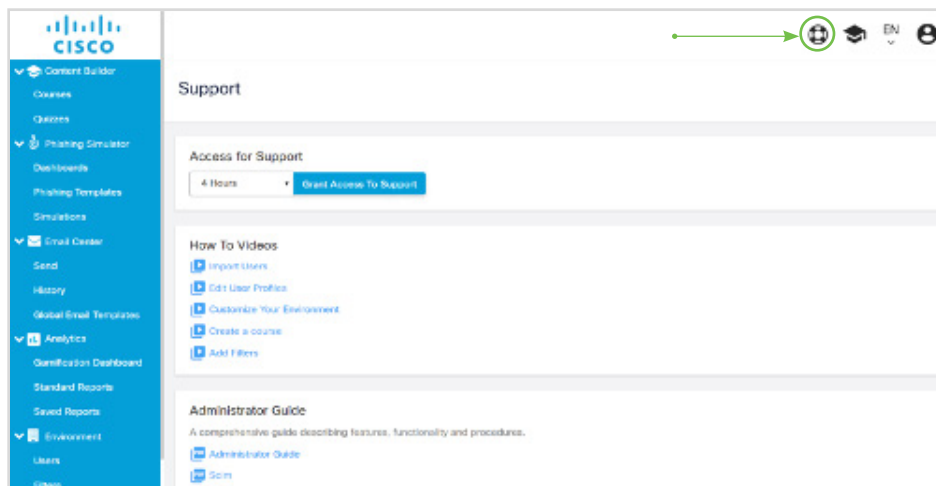 CISCO
EN
Content Builder
Courses
Quizzes
Phishing Simulator
Dashboards
Phishing Templates
Simulations
Email Center
Send
History
Global Email Templates
Analytics
Gamification Dashboard
Standard Reports
Saved Reports
Environment
Users
Filters
Support
Access for Support
4 Hours
Grant Access To Support
How To Videos
Import Users
Edit User Profiles
Customize Your Environment
Create a course
Add Filters
Administrator Guide
A comprehensive guide describing features, functionality and procedures.
Administrator Guide
Scim